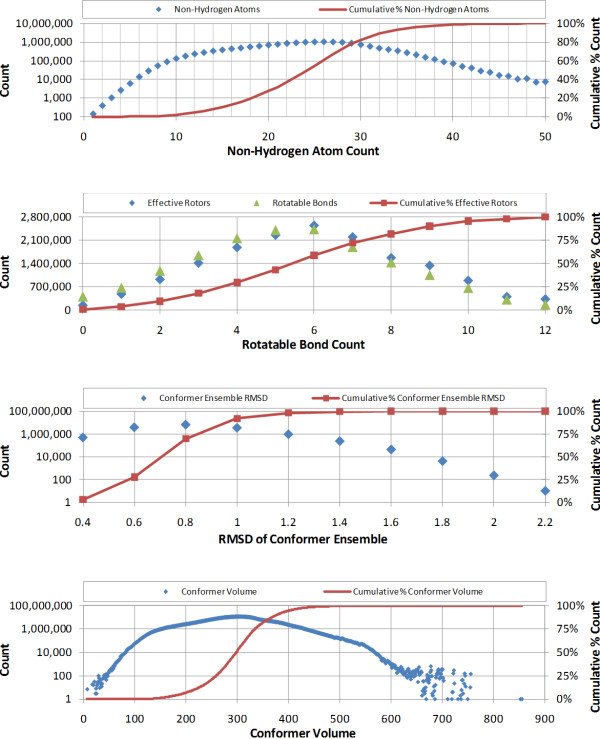 Non-Hydrogen Atoms Cumulative % Non-Hydrogen Atoms
10,000,000 100%
1,000,000 80%
100,000 60%
10,000 40%
1,000 20%
100 0%
Count
Cumulative % Count
0 10 20 30 40 50
Non-Hydrogen Atom Count
Effective Rotors Rotatable Bonds Cumulative % Effective Rotors
2,800,000 100%
2,100,000 75%
1,400,000 50%
700,000 25%
0 0%
Count
Cumulative % Count
0 2 4 6 8 10 12
Rotatable Bond Count
Conformer Ensemble RMSD Cumulative % Conformer Ensemble RMSD
100,000,000 100%
1,000,000 75%
10,000 50%
100 25%
1 0%
Count
Cumulative % Count
0.4 0.6 0.8 1 1.2 1.4 1.6 1.8 2 2.2
RMSD of Conformer Ensemble
Conformer Volume Cumulative % Conformer Volume
100,000,000 100%
1,000,000 75%
10,000 50%
100 25%
1 0%
Count
Cumulative % Count
0 100 200 300 400 500 600 700 800 900
Conformer Volume